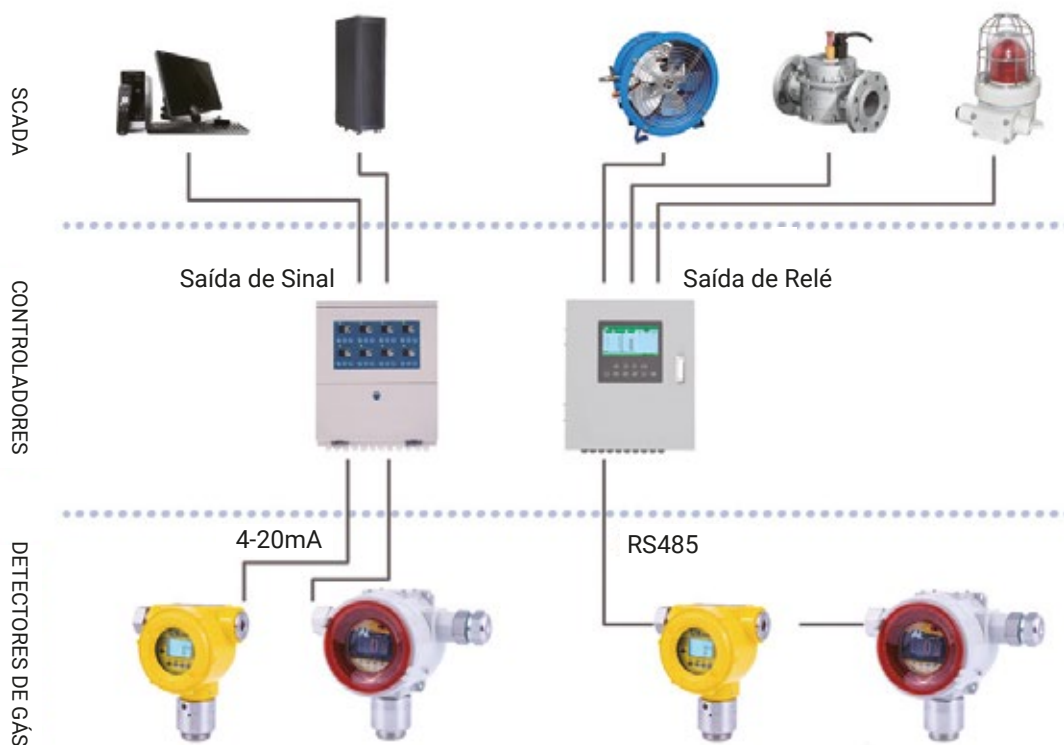 SCADA
Saída de Sinal
Saída de Relé
CONTROLADORES
4-20mA
RS485
DETECTORES DE GÁS